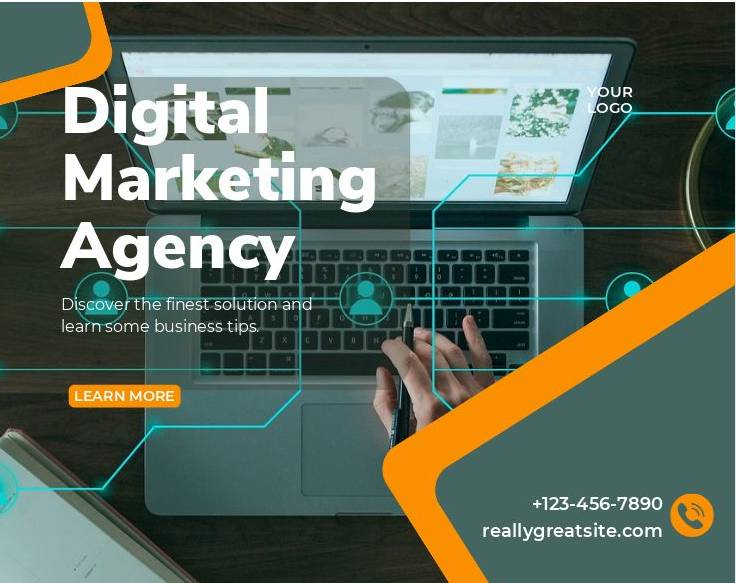 Digital
Marketing
Agency
YOUR
LOGO
Discover the finest solution and
learn some business tips.
LEARN MORE
+123-456-7890
reallygreatsite.com